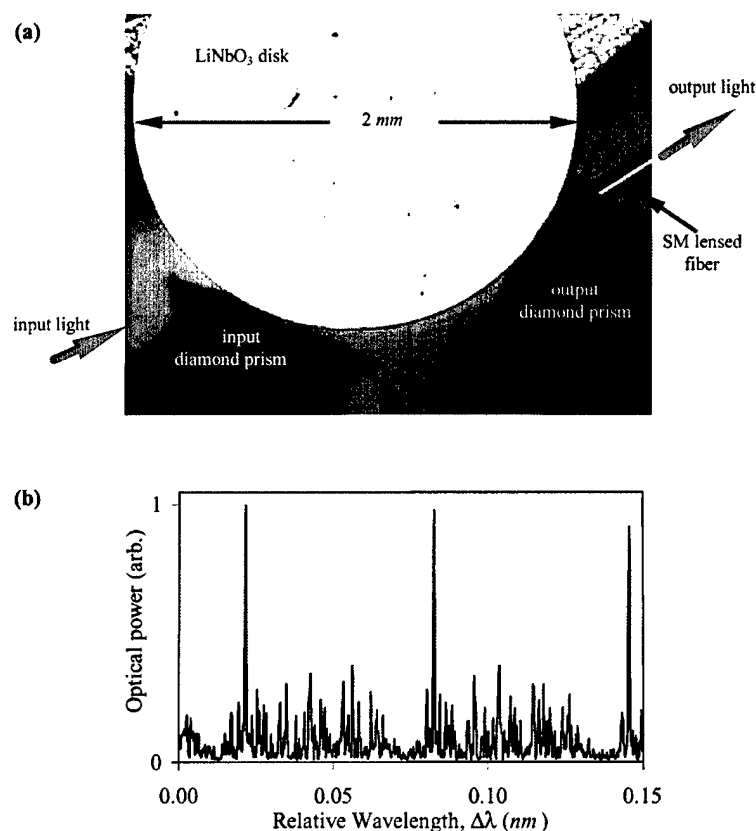 (a)
LiNbO₃ disk
2 mm
output light
SM lensed
fiber
output
diamond prism
input light
input
diamond prism
(b)
1
Optical power (arb.)
0
0.00
0.05
0.10
0.15
Relative Wavelength, Δλ (nm)